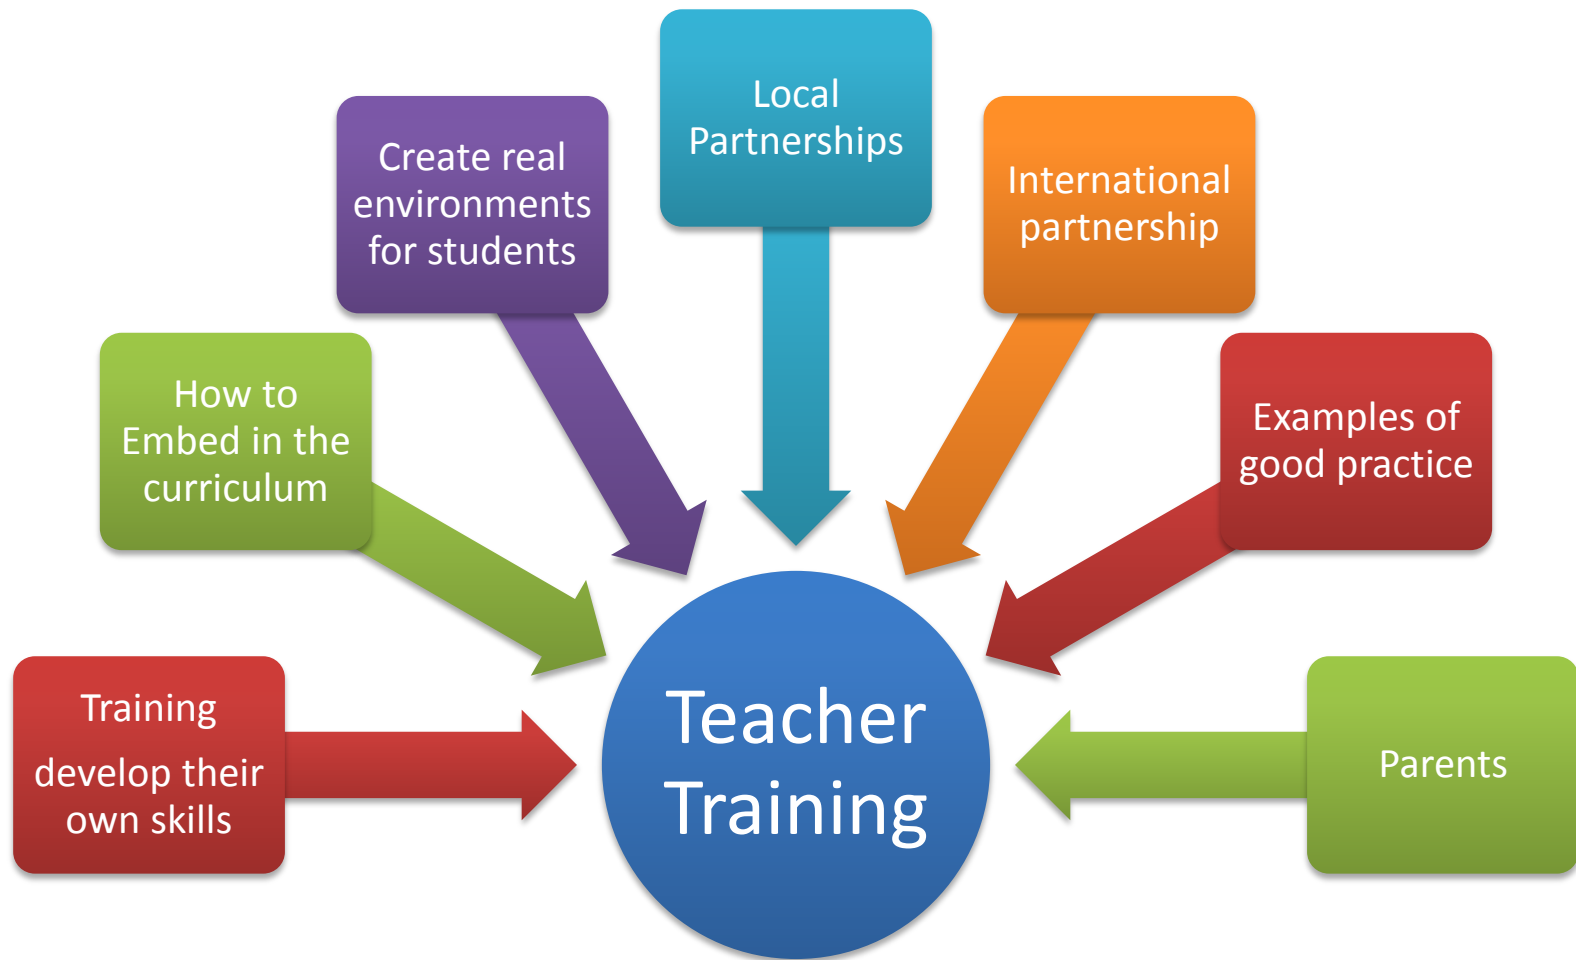 Local
Partnerships
Create real
environments
for students
International
partnership
How to
Embed in the
curriculum
Examples of
good practice
Training
develop their
own skills
Teacher
Training
Parents